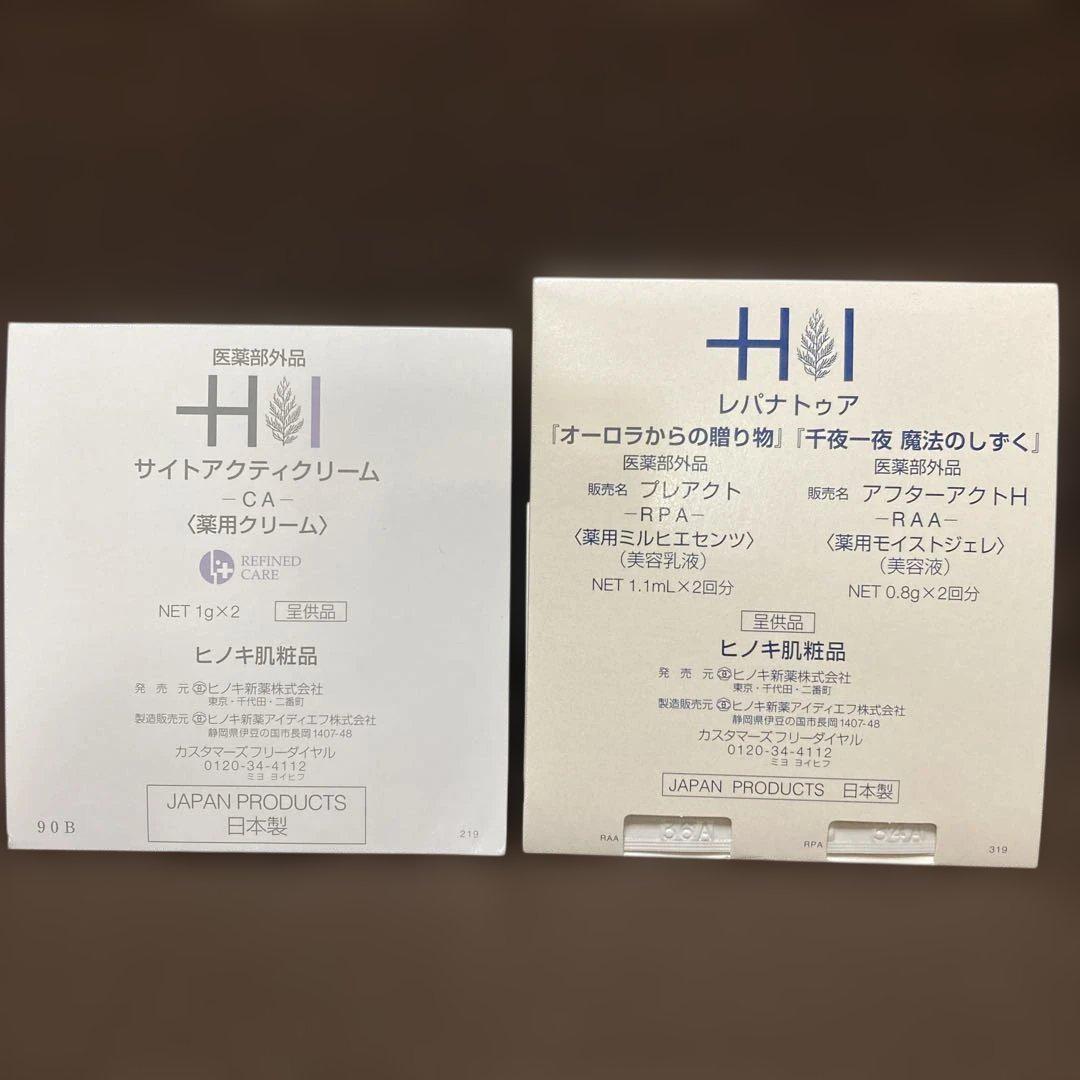 医薬部外品
H I
サイトアクティクリーム
−CA−
〈薬用クリーム〉
REFINED
CARE
NET 1g×2 呈供品
ヒノキ肌粧品
発売元 ヒノキ新薬株式会社
東京・千代田・二番町
製造販売元 ヒノキ新薬アイディエフ株式会社
静岡県伊豆の国市長岡1407-48
カスタマーズフリーダイヤル
0120-34-4112
ミヨ ヨイヒフ
JAPAN PRODUCTS
日本製
90B
219
H I
レパナトゥア
『オーロラからの贈り物』『千夜一夜 魔法のしずく』
医薬部外品
販売名 プレアクト
−RPA−
〈薬用ミルヒエセンツ〉
(美容乳液)
NET 1.1mL×2回分
医薬部外品
販売名 アフターアクトH
−RAA−
〈薬用モイストジェレ〉
(美容液)
NET 0.8g×2回分
呈供品
ヒノキ肌粧品
発売元 ヒノキ新薬株式会社
東京・千代田・二番町
製造販売元 ヒノキ新薬アイディエフ株式会社
静岡県伊豆の国市長岡1407-48
カスタマーズフリーダイヤル
0120-34-4112
ミヨ ヨイヒフ
JAPAN PRODUCTS 日本製
RAA 36A RPA 34A
319